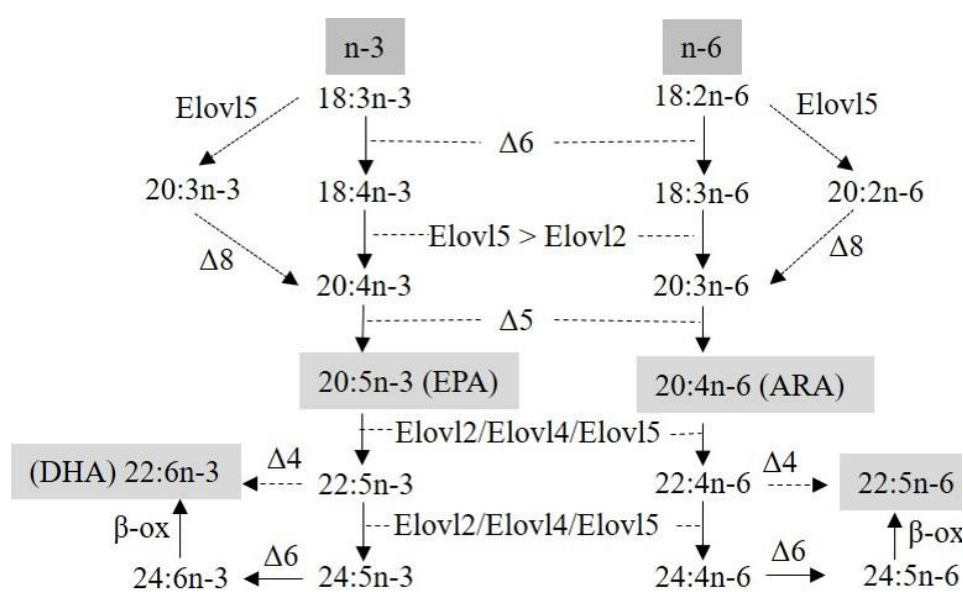 n-3 n-6
18:3n-3 18:2n-6
Elovl5 Elovl5
Δ6
20:3n-3 18:4n-3 18:3n-6 20:2n-6
Elovl5 > Elovl2
Δ8 Δ8
20:4n-3 20:3n-6
Δ5
20:5n-3 (EPA) 20:4n-6 (ARA)
Elovl2/Elovl4/Elovl5
(DHA) 22:6n-3 Δ4 22:5n-3 22:4n-6 Δ4 22:5n-6
Elovl2/Elovl4/Elovl5
β-ox β-ox
24:6n-3 Δ6 24:5n-3 24:4n-6 Δ6 24:5n-6